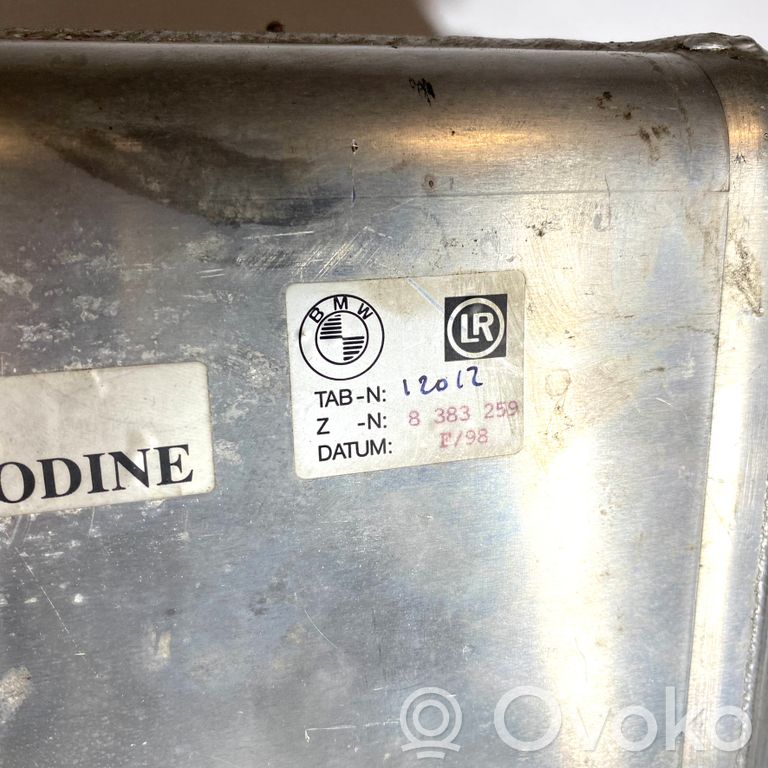 BMW
LR
TAB-N: 12012
Z -N: 8 383 259
DATUM: F/98
ODINE
Ovoko